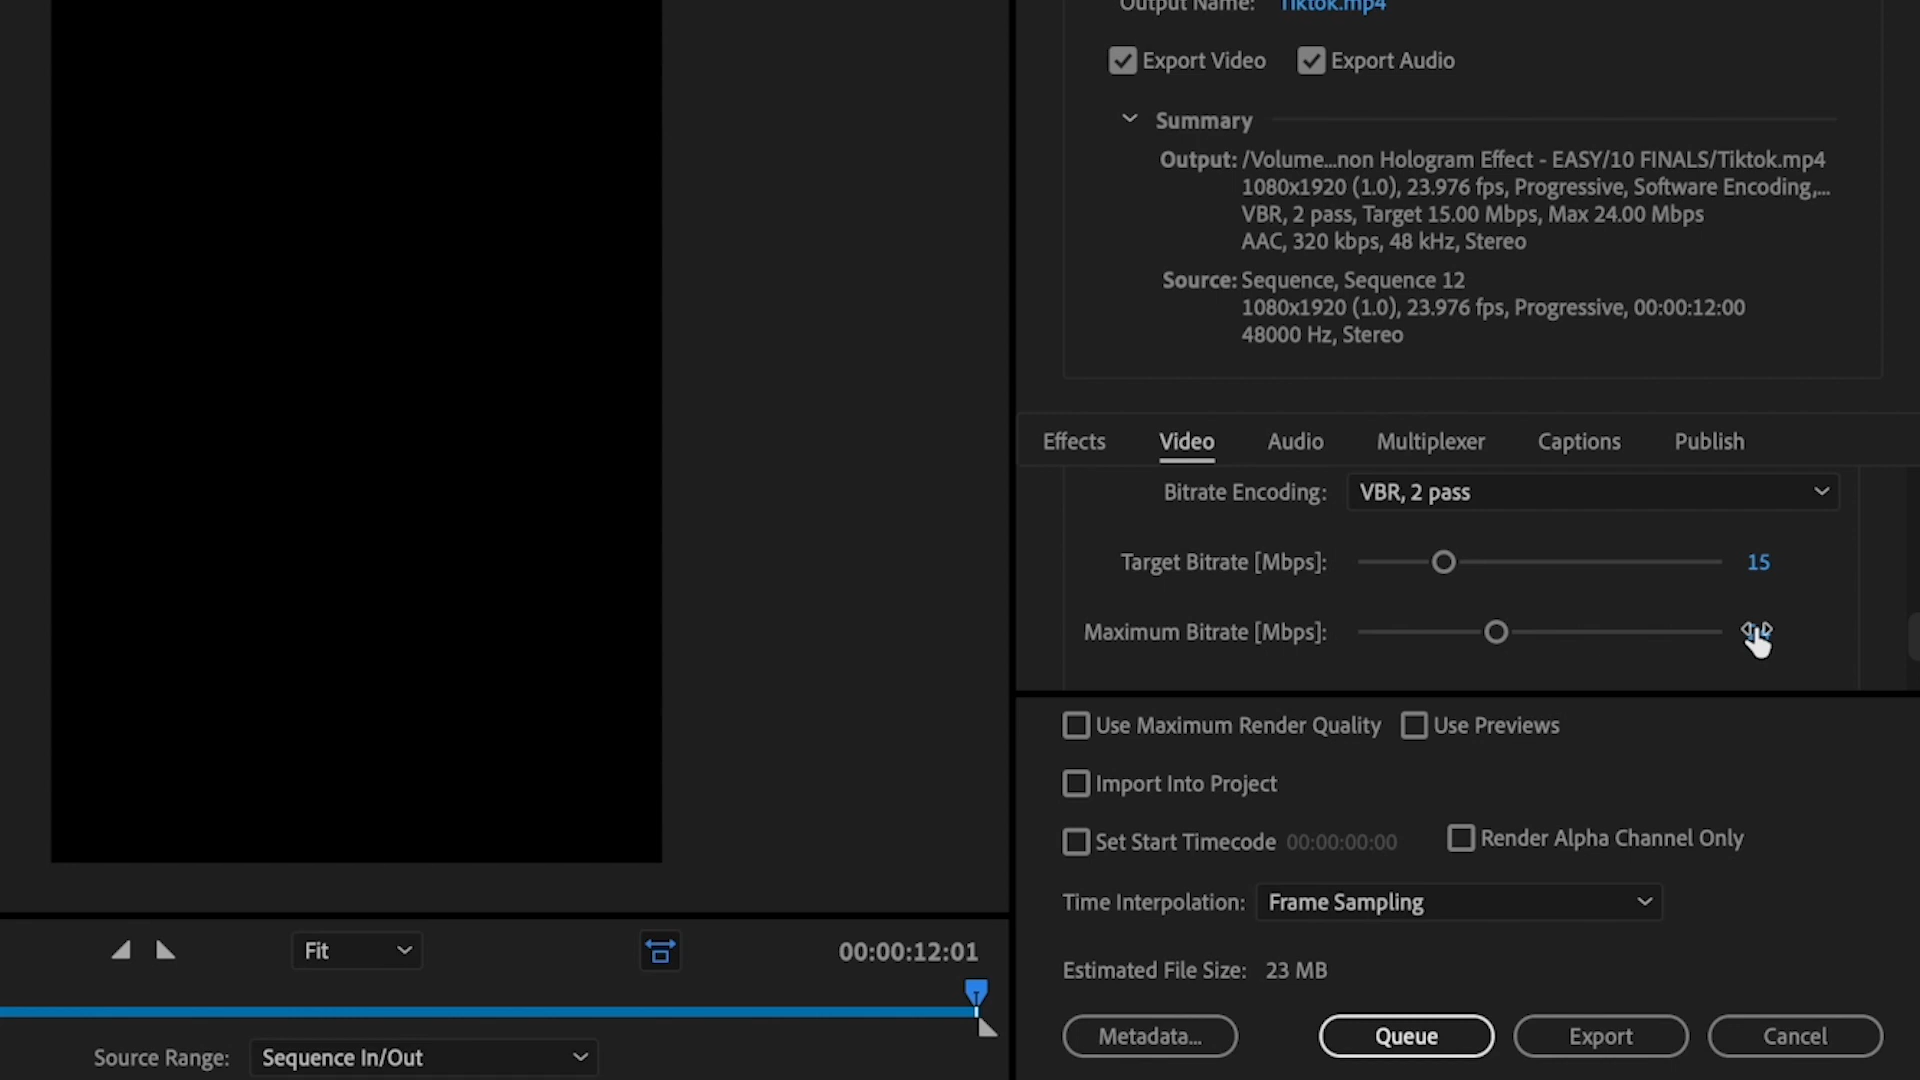 Output Name: Tiktok.mp4
Export Video Export Audio
Summary
Output: /Volume...non Hologram Effect - EASY/10 FINALS/Tiktok.mp4
1080x1920 (1.0), 23.976 fps, Progressive, Software Encoding,...
VBR, 2 pass, Target 15.00 Mbps, Max 24.00 Mbps
AAC, 320 kbps, 48 kHz, Stereo
Source: Sequence, Sequence 12
1080x1920 (1.0), 23.976 fps, Progressive, 00:00:12:00
48000 Hz, Stereo
Effects Video Audio Multiplexer Captions Publish
Bitrate Encoding: VBR, 2 pass
Target Bitrate [Mbps]: 15
Maximum Bitrate [Mbps]:
Use Maximum Render Quality Use Previews
Import Into Project
Set Start Timecode 00:00:00:00 Render Alpha Channel Only
Time Interpolation: Frame Sampling
Estimated File Size: 23 MB
Metadata... Queue Export Cancel
Fit 00:00:12:01
Source Range: Sequence In/Out